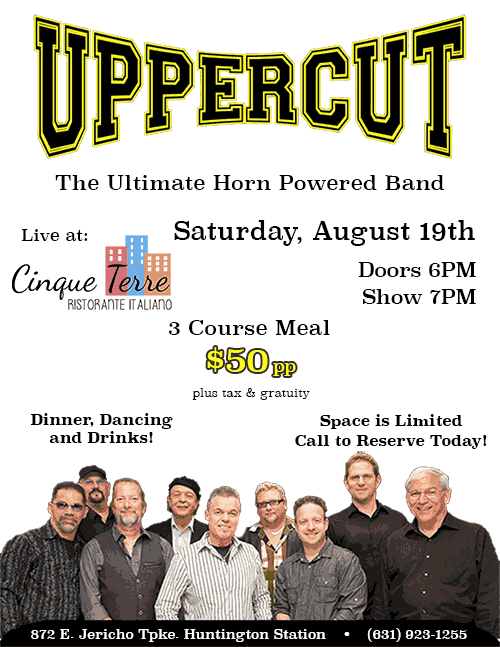 UPPERCUT
The Ultimate Horn Powered Band
Live at:
Cinque Terre
RISTORANTE ITALIANO
Saturday, August 19th
Doors 6PM
Show 7PM
3 Course Meal
$50 pp
plus tax & gratuity
Dinner, Dancing
and Drinks!
Space is Limited
Call to Reserve Today!
872 E. Jericho Tpke. Huntington Station • (631) 923-1255